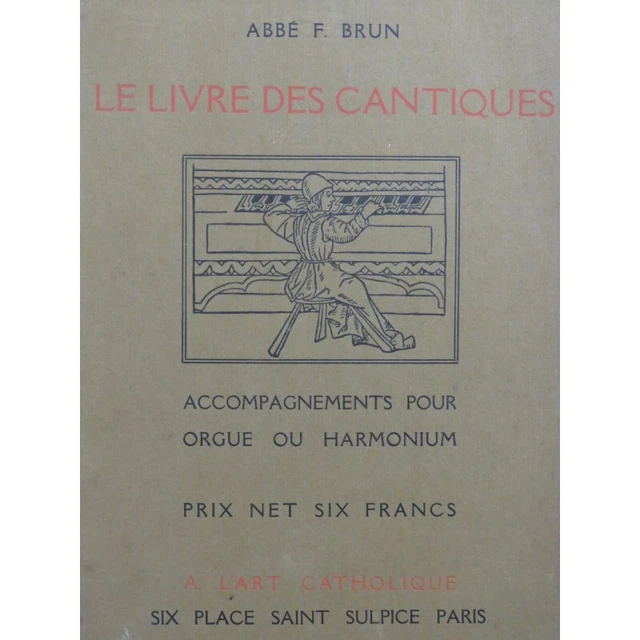 ABBÉ F. BRUN
LE LIVRE DES CANTIQUES
ACCOMPAGNEMENTS POUR
ORGUE OU HARMONIUM
PRIX NET SIX FRANCS
A L'ART CATHOLIQUE
SIX PLACE SAINT SULPICE PARIS